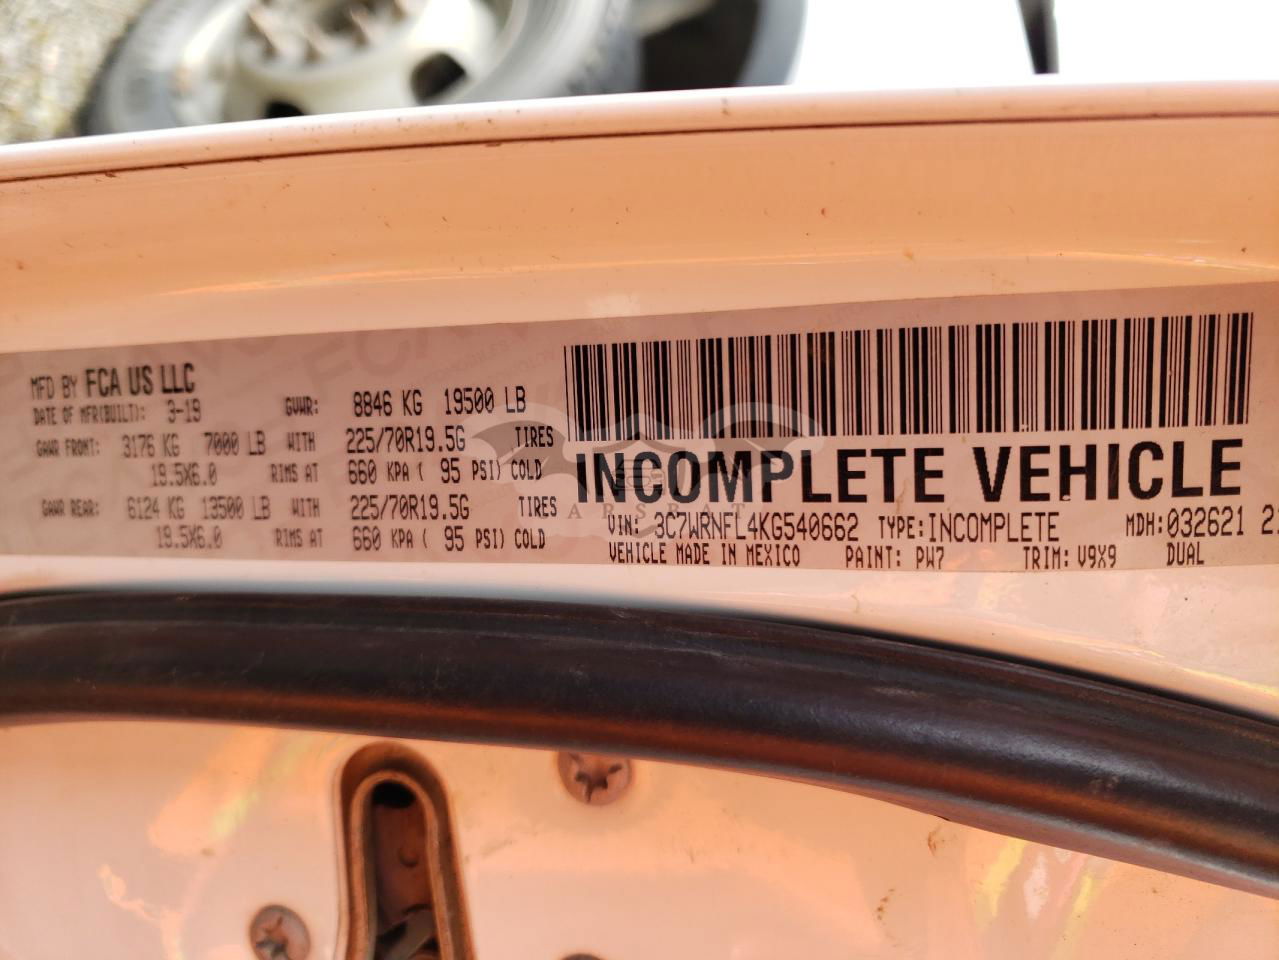 MFD BY FCA US LLC
DATE OF MFR(BUILT): 3-19 GVWR: 8846 KG 19500 LB
GAWR FRONT: 3176 KG 7000 LB WITH 225/70R19.5G TIRES
19.5X6.0 RIMS AT 660 KPA ( 95 PSI) COLD
GAWR REAR: 6124 KG 13500 LB WITH 225/70R19.5G TIRES
19.5X6.0 RIMS AT 660 KPA ( 95 PSI) COLD
INCOMPLETE VEHICLE
VIN: 3C7WRNFL4KG540662 TYPE: INCOMPLETE MDH: 032621
VEHICLE MADE IN MEXICO PAINT: PW7 TRIM: V9X9 DUAL